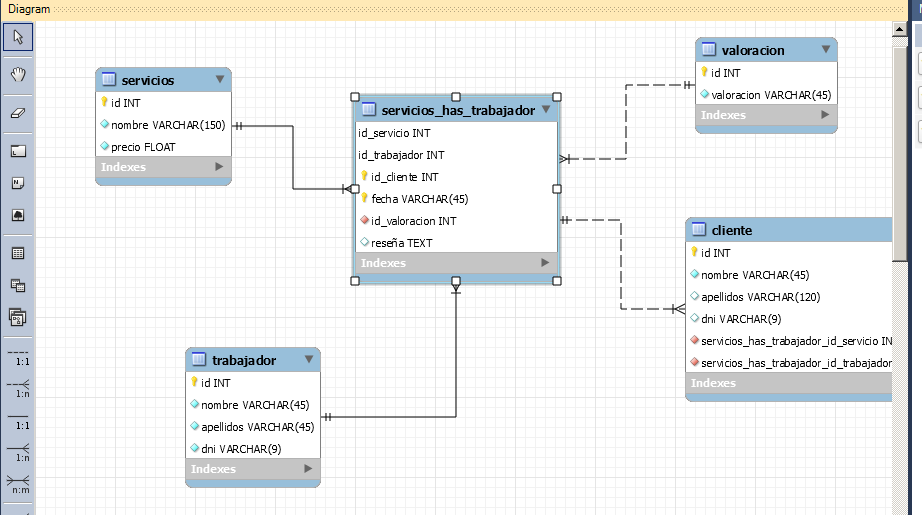 Diagram
servicios
id INT
nombre VARCHAR(150)
precio FLOAT
Indexes
servicios_has_trabajador
id_servicio INT
id_trabajador INT
id_cliente INT
fecha VARCHAR(45)
id_valoracion INT
reseña TEXT
Indexes
valoracion
id INT
valoracion VARCHAR(45)
Indexes
cliente
id INT
nombre VARCHAR(45)
apellidos VARCHAR(120)
dni VARCHAR(9)
servicios_has_trabajador_id_servicio IN
servicios_has_trabajador_id_trabajador
Indexes
trabajador
id INT
nombre VARCHAR(45)
apellidos VARCHAR(45)
dni VARCHAR(9)
Indexes
1:1
1:n
1:1
1:n
n:m